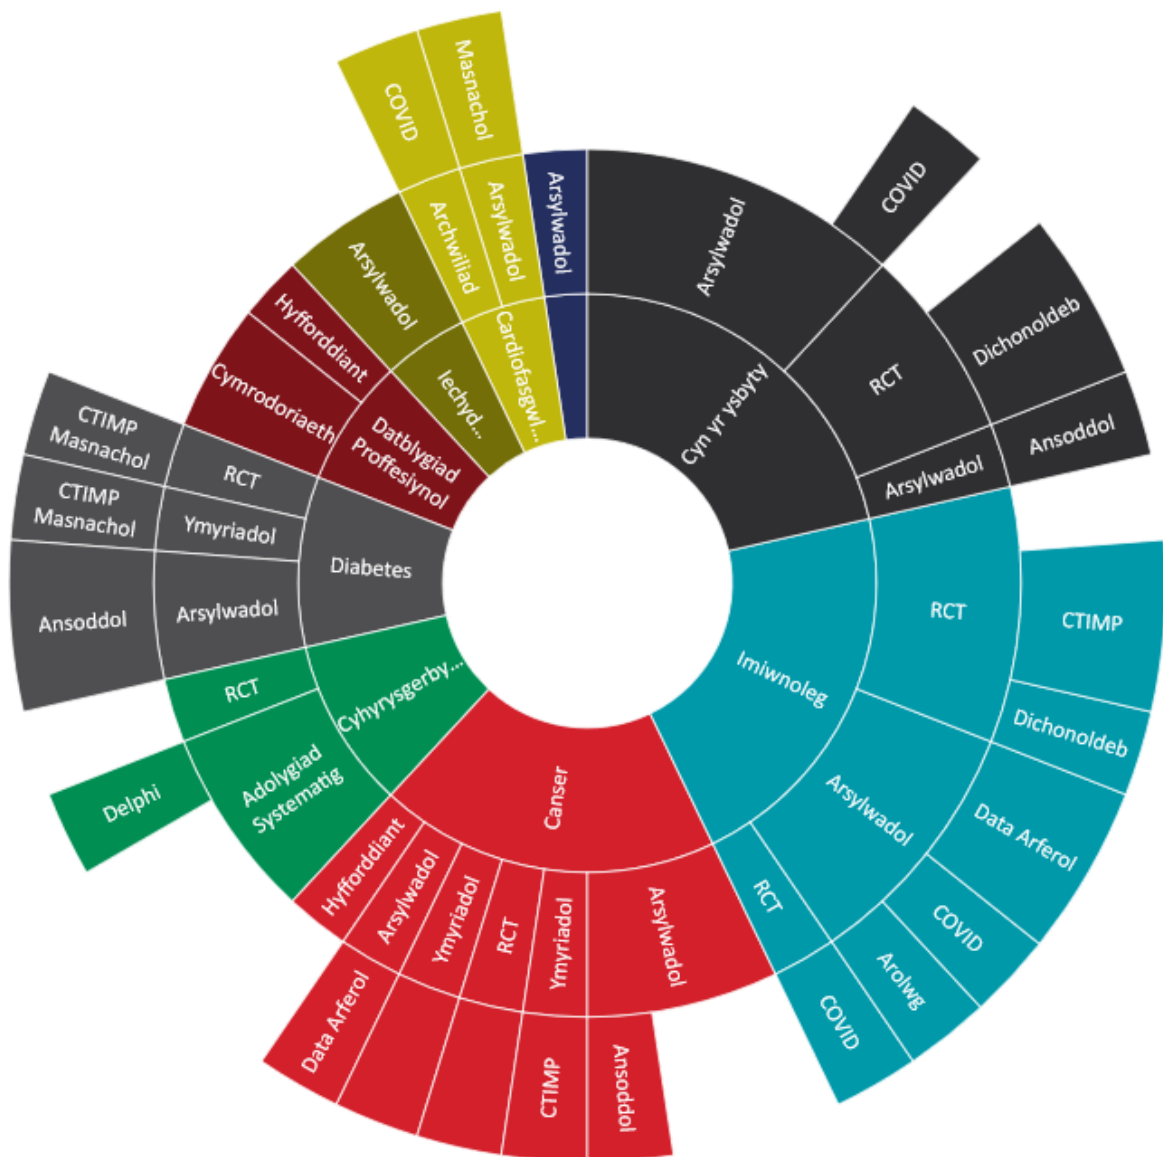 Cyn yr ysbyty
Arsylwadol
COVID
RCT
Dichonoldeb
Arsylwadol
Ansoddol
Imiwnoleg
RCT
CTIMP
Dichonoldeb
Arsylwadol
Data Arferol
COVID
Arolwg
RCT
COVID
Canser
Arsylwadol
Ansoddol
Ymyriadol
CTIMP
RCT
Ymyriadol
Arsylwadol
Data Arferol
Hyfforddiant
Cyhyrysgerby...
Adolygiad
Systematig
Delphi
RCT
Diabetes
Arsylwadol
Ansoddol
Ymyriadol
CTIMP
Masnachol
RCT
CTIMP
Masnachol
Datblygiad
Proffesiynol
Cymrodoriaeth
Hyfforddiant
Iechyd...
Arsylwadol
Cardiofasgwl...
Archwiliad
COVID
Arsylwadol
Masnachol
Arsylwadol